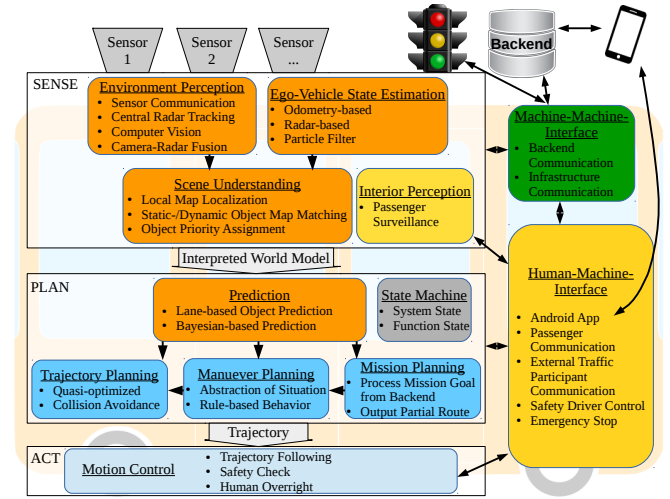 Sensor
1
Sensor
2
Sensor
...
Backend
SENSE
Environment Perception
• Sensor Communication
• Central Radar Tracking
• Computer Vision
• Camera-Radar Fusion
Ego-Vehicle State Estimation
• Odometry-based
• Radar-based
• Particle Filter
Machine-Machine-
Interface
• Backend
Communication
• Infrastructure
Communication
Scene Understanding
• Local Map Localization
• Static-/Dynamic Object Map Matching
• Object Priority Assignment
Interior Perception
• Passenger
Surveillance
Interpreted World Model
Human-Machine-
Interface
• Android App
• Passenger
Communication
• External Traffic
Participant
Communication
• Safety Driver Control
• Emergency Stop
PLAN
Prediction
• Lane-based Object Prediction
• Bayesian-based Prediction
State Machine
• System State
• Function State
Trajectory Planning
• Quasi-optimized
• Collision Avoidance
Manuever Planning
• Abstraction of Situation
• Rule-based Behavior
Mission Planning
• Process Mission Goal
from Backend
• Output Partial Route
Trajectory
ACT
Motion Control
• Trajectory Following
• Safety Check
• Human Overright